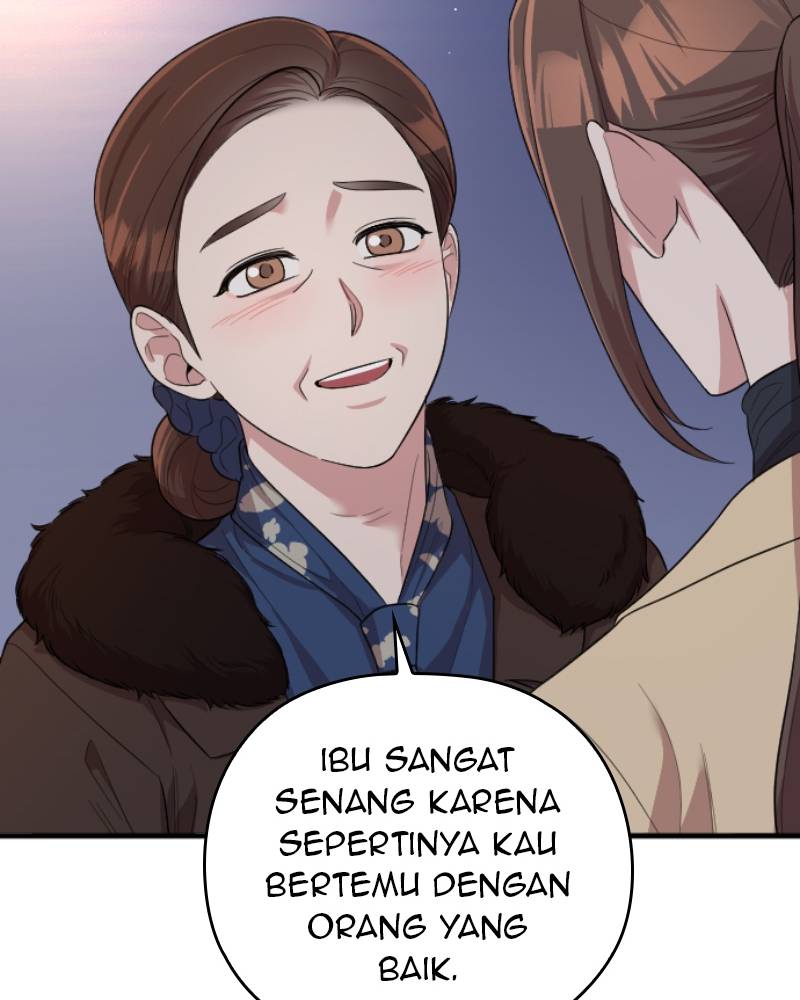 IBU SANGAT
SENANG KARENA
SEPERTINYA KAU
BERTEMU DENGAN
ORANG YANG
BAIK.